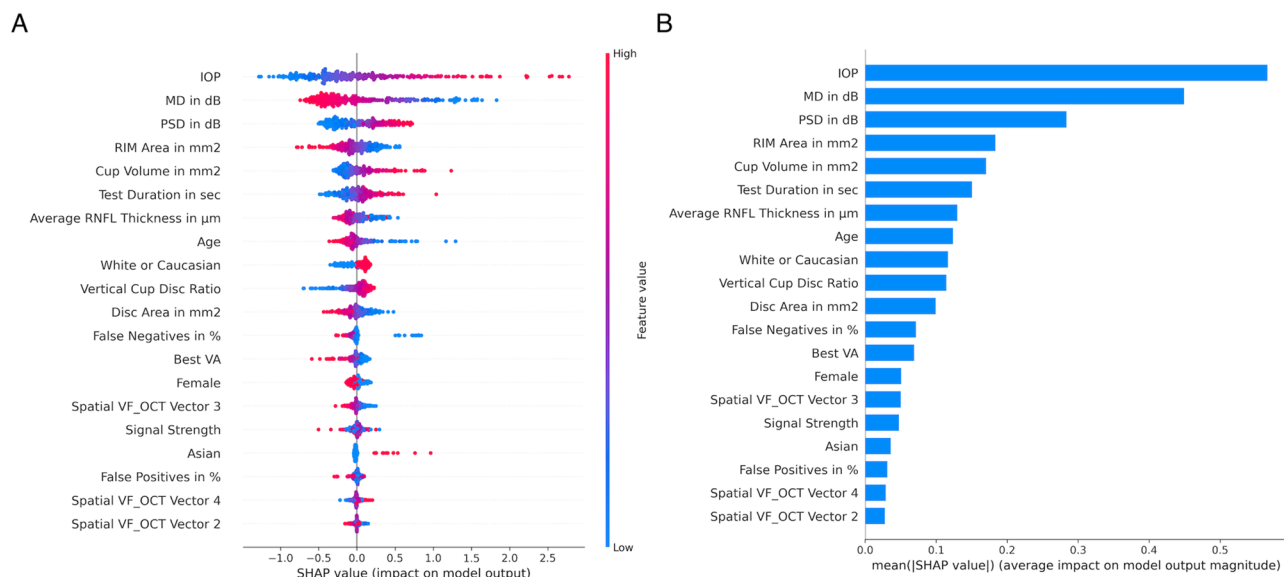 A
High
IOP
MD in dB
PSD in dB
RIM Area in mm2
Cup Volume in mm2
Test Duration in sec
Average RNFL Thickness in μm
Age
White or Caucasian
Vertical Cup Disc Ratio
Disc Area in mm2
False Negatives in %
Best VA
Female
Spatial VF_OCT Vector 3
Signal Strength
Asian
False Positives in %
Spatial VF_OCT Vector 4
Spatial VF_OCT Vector 2
Feature value
Low
−1.0 −0.5 0.0 0.5 1.0 1.5 2.0 2.5
SHAP value (impact on model output)
B
IOP
MD in dB
PSD in dB
RIM Area in mm2
Cup Volume in mm2
Test Duration in sec
Average RNFL Thickness in μm
Age
White or Caucasian
Vertical Cup Disc Ratio
Disc Area in mm2
False Negatives in %
Best VA
Female
Spatial VF_OCT Vector 3
Signal Strength
Asian
False Positives in %
Spatial VF_OCT Vector 4
Spatial VF_OCT Vector 2
0.0 0.1 0.2 0.3 0.4 0.5
mean(|SHAP value|) (average impact on model output magnitude)